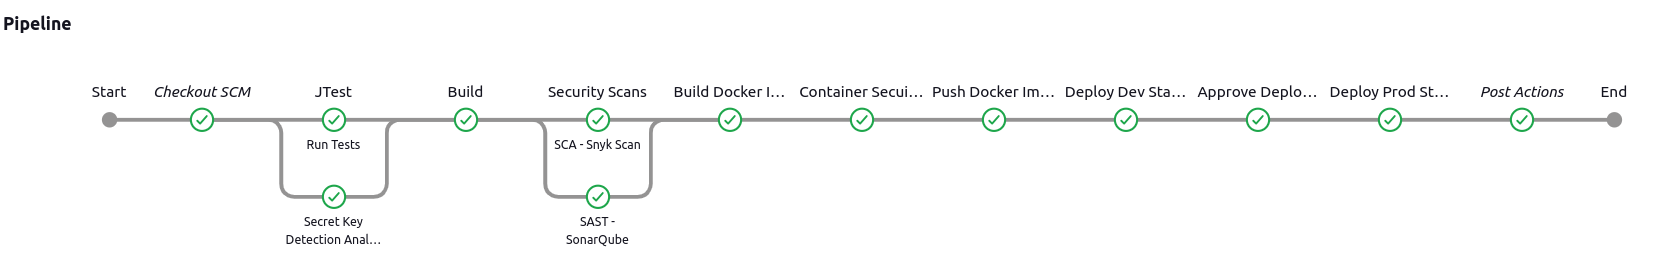 Pipeline
Start
Checkout SCM
JTest
Build
Security Scans
Build Docker I...
Container Secui...
Push Docker Im...
Deploy Dev Sta...
Approve Deplo...
Deploy Prod St...
Post Actions
End
Run Tests
SCA - Snyk Scan
Secret Key
Detection Anal...
SAST -
SonarQube